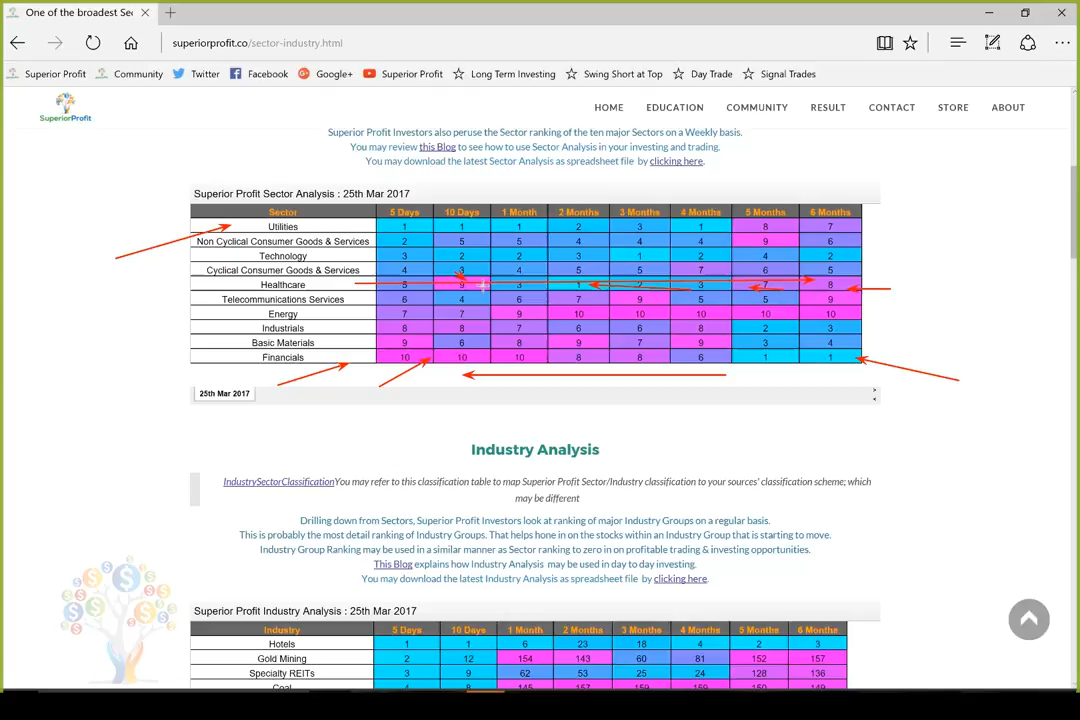 One of the broadest Sec
superiorprofit.co/sector-industry.html
Superior Profit Community Twitter Facebook Google+ Superior Profit Long Term Investing Swing Short at Top Day Trade Signal Trades
SuperiorProfit
HOME EDUCATION COMMUNITY RESULT CONTACT STORE ABOUT
Superior Profit Investors also peruse the Sector ranking of the ten major Sectors on a Weekly basis.
You may review this Blog to see how to use Sector Analysis in your investing and trading.
You may download the latest Sector Analysis as spreadsheet file by clicking here.
Superior Profit Sector Analysis : 25th Mar 2017
Sector 5 Days 10 Days 1 Month 2 Months 3 Months 4 Months 5 Months 6 Months
Utilities 1 1 1 2 3 1 8 7
Non Cyclical Consumer Goods & Services 2 5 5 4 4 4 9 6
Technology 3 2 2 3 1 2 4 2
Cyclical Consumer Goods & Services 4 3 4 5 5 7 6 5
Healthcare 5 9 3 1 2 3 7 8
Telecommunications Services 6 4 6 7 9 5 5 9
Energy 7 7 9 10 10 10 10 10
Industrials 8 8 7 6 6 8 2 3
Basic Materials 9 6 8 9 7 9 3 4
Financials 10 10 10 8 8 6 1 1
25th Mar 2017
Industry Analysis
IndustrySectorClassificationYou may refer to this classification table to map Superior Profit Sector/Industry classification to your sources' classification scheme; which
may be different
Drilling down from Sectors, Superior Profit Investors look at ranking of major Industry Groups on a regular basis.
This is probably the most detail ranking of Industry Groups. That helps hone in on the stocks within an Industry Group that is starting to move.
Industry Group Ranking may be used in a similar manner as Sector ranking to zero in on profitable trading & investing opportunities.
This Blog explains how Industry Analysis may be used in day to day investing.
You may download the latest Industry Analysis as spreadsheet file by clicking here.
Superior Profit Industry Analysis : 25th Mar 2017
Industry 5 Days 10 Days 1 Month 2 Months 3 Months 4 Months 5 Months 6 Months
Hotels 1 1 6 23 18 4 2 3
Gold Mining 2 12 154 143 60 81 152 157
Specialty REITs 3 9 62 53 25 24 128 136
Coal 4 8 145 157 159 159 150 149